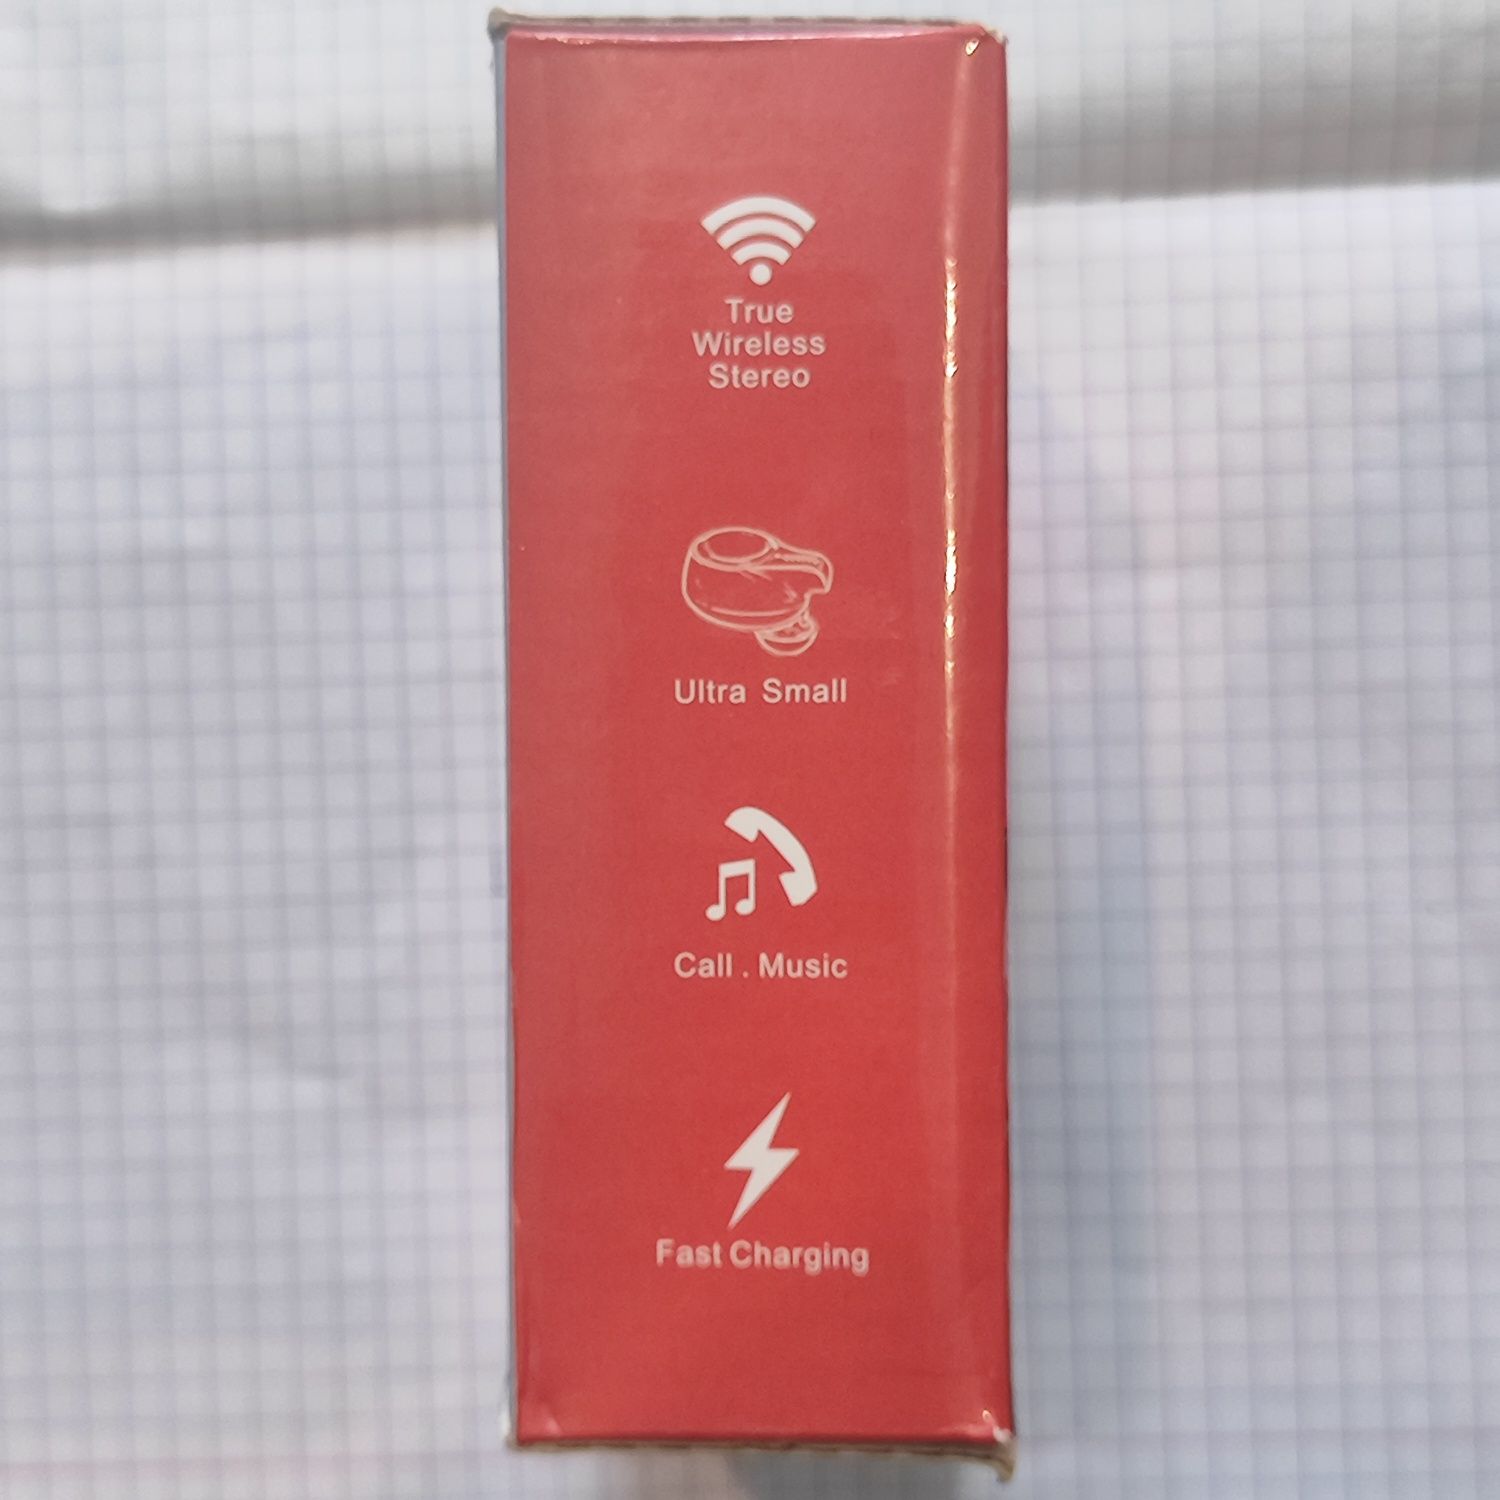 True
Wireless
Stereo
Ultra Small
Call . Music
Fast Charging